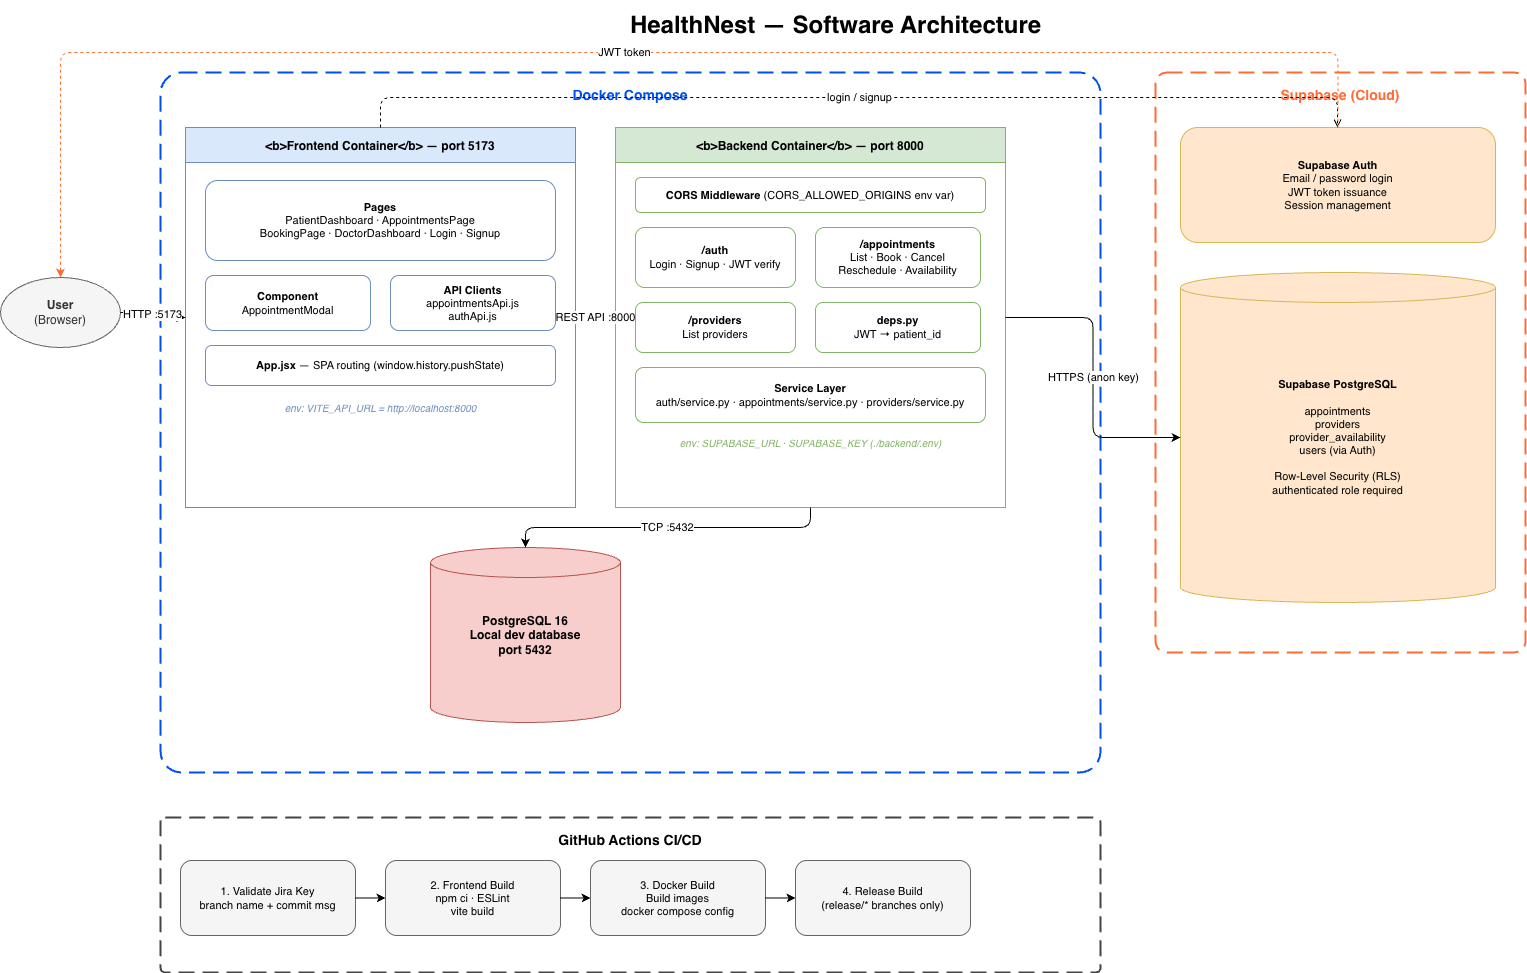 HealthNest — Software Architecture
JWT token
Docker Compose
login / signup
Supabase (Cloud)
<b>Frontend Container</b> — port 5173
Pages
PatientDashboard · AppointmentsPage
BookingPage · DoctorDashboard · Login · Signup
Component
AppointmentModal
API Clients
appointmentsApi.js
authApi.js
App.jsx — SPA routing (window.history.pushState)
env: VITE_API_URL = http://localhost:8000
<b>Backend Container</b> — port 8000
CORS Middleware (CORS_ALLOWED_ORIGINS env var)
/auth
Login · Signup · JWT verify
/appointments
List · Book · Cancel
Reschedule · Availability
/providers
List providers
deps.py
JWT → patient_id
Service Layer
auth/service.py · appointments/service.py · providers/service.py
env: SUPABASE_URL · SUPABASE_KEY (./backend/.env)
User
(Browser)
HTTP :5173
REST API :8000
HTTPS (anon key)
TCP :5432
Supabase Auth
Email / password login
JWT token issuance
Session management
Supabase PostgreSQL
appointments
providers
provider_availability
users (via Auth)
Row-Level Security (RLS)
authenticated role required
PostgreSQL 16
Local dev database
port 5432
GitHub Actions CI/CD
1. Validate Jira Key
branch name + commit msg
2. Frontend Build
npm ci · ESLint
vite build
3. Docker Build
Build images
docker compose config
4. Release Build
(release/* branches only)